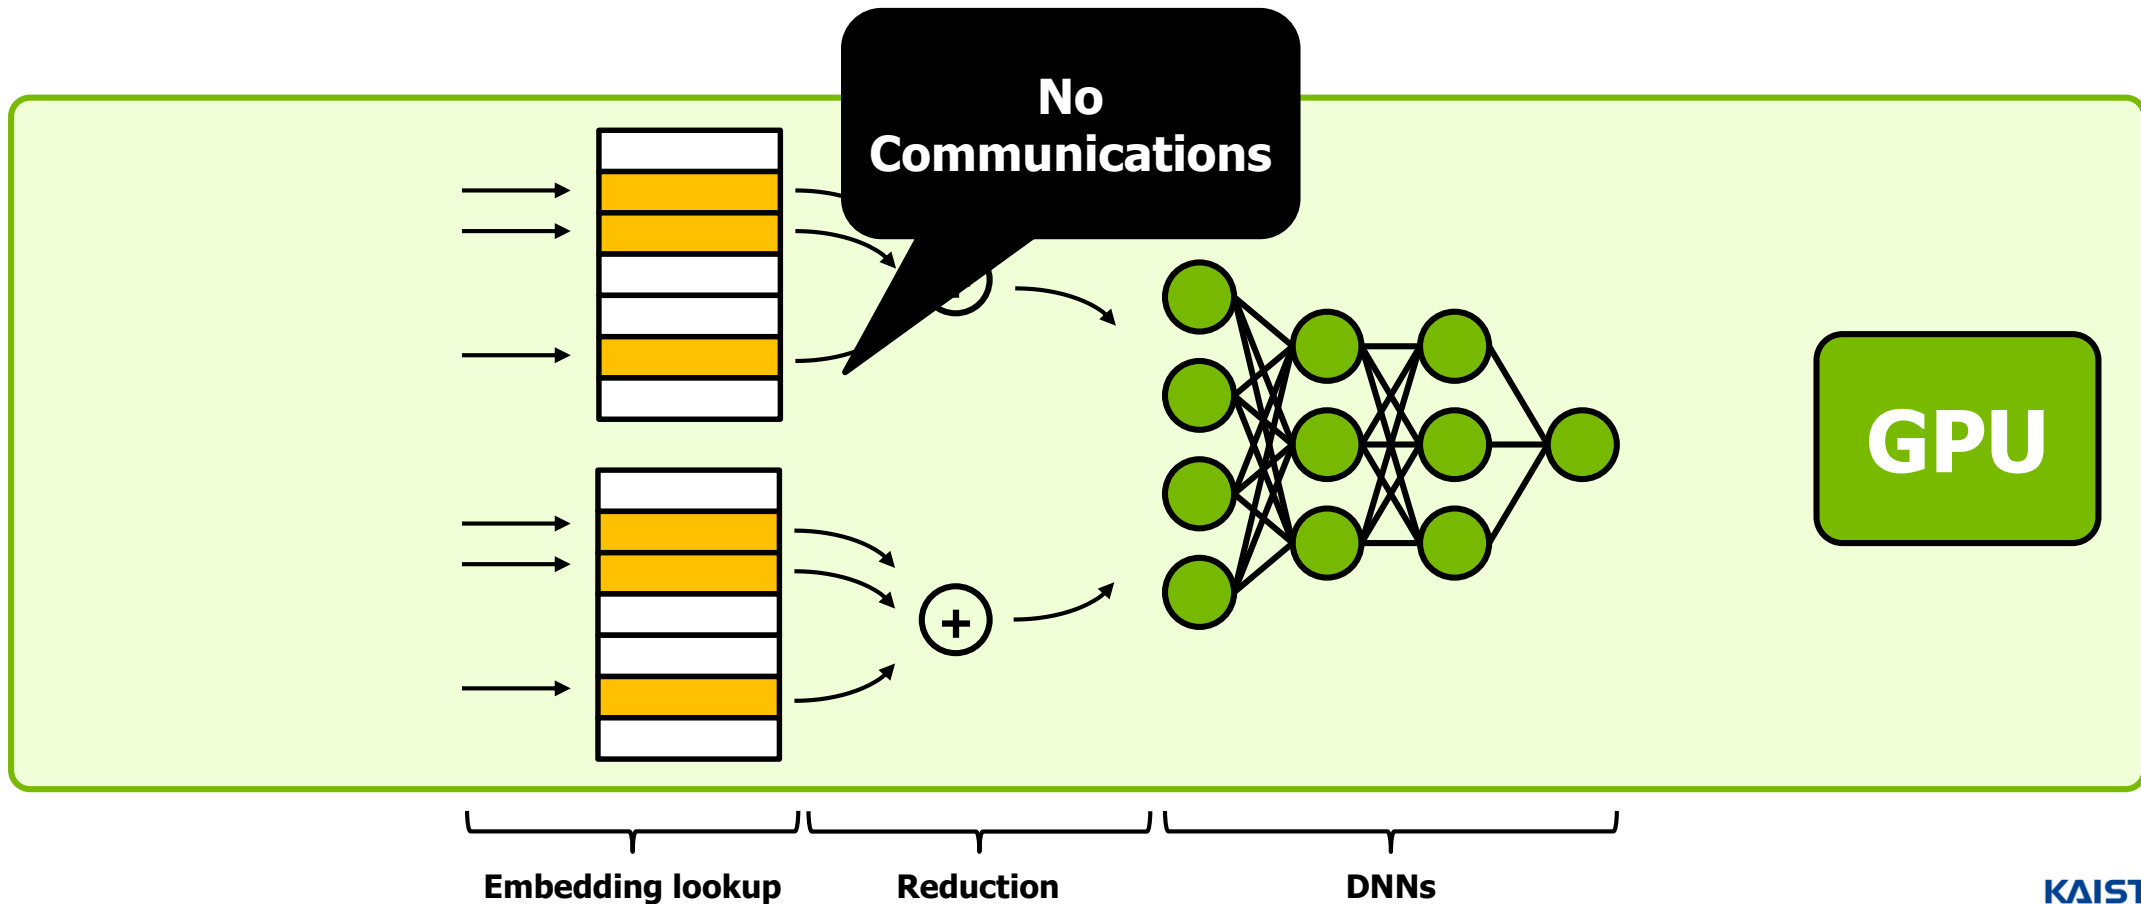 No
Communications
+
GPU
Embedding lookup
Reduction
DNNs
KAIST